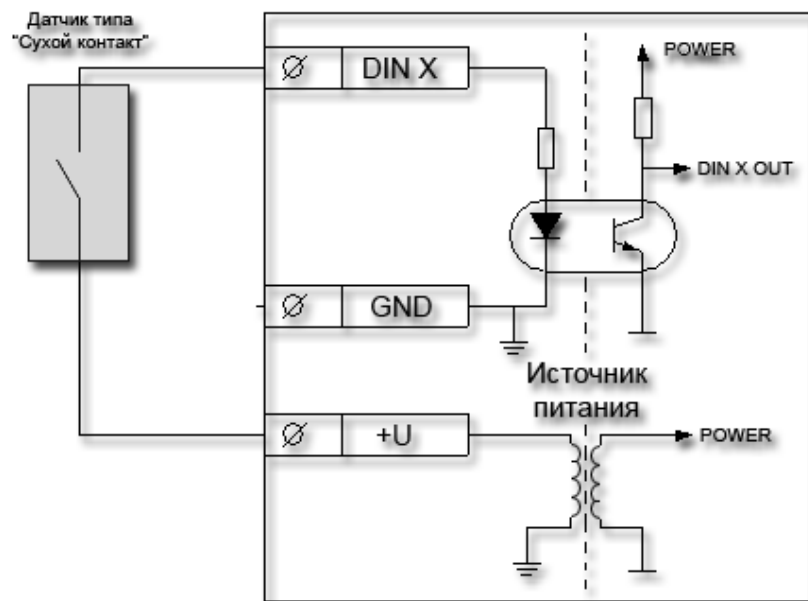 Датчик типа
"Сухой контакт"
DIN X
POWER
DIN X OUT
GND
Источник
питания
+U
POWER